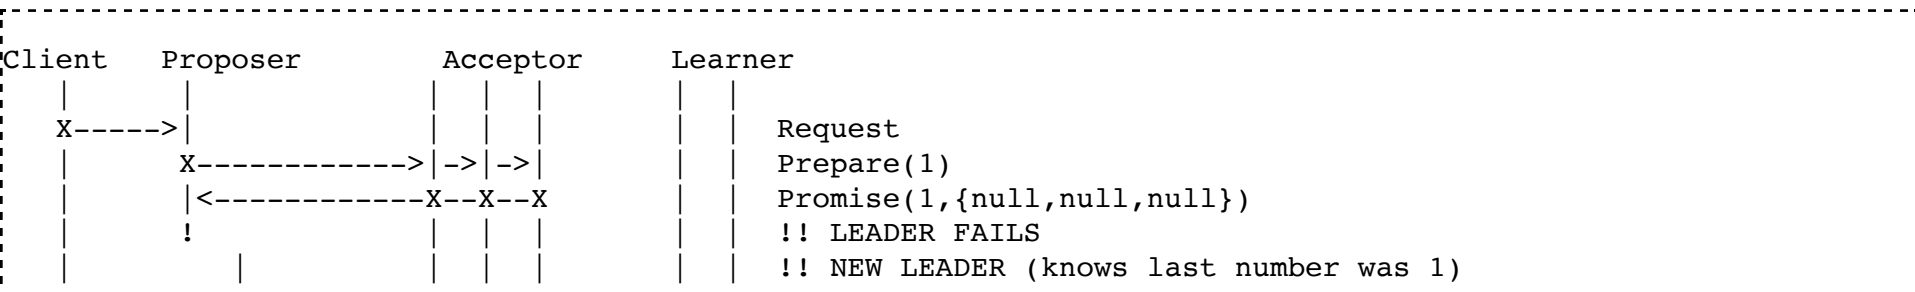 Client   Proposer        Acceptor     Learner
   |      |             |  |  |       |  |
   X----->|             |  |  |       |  |  Request
   |      X------------>|->|->|       |  |  Prepare(1)
   |      |<------------X--X--X       |  |  Promise(1,{null,null,null})
   |      !             |  |  |       |  |  !! LEADER FAILS
   |         |          |  |  |       |  |  !! NEW LEADER (knows last number was 1)